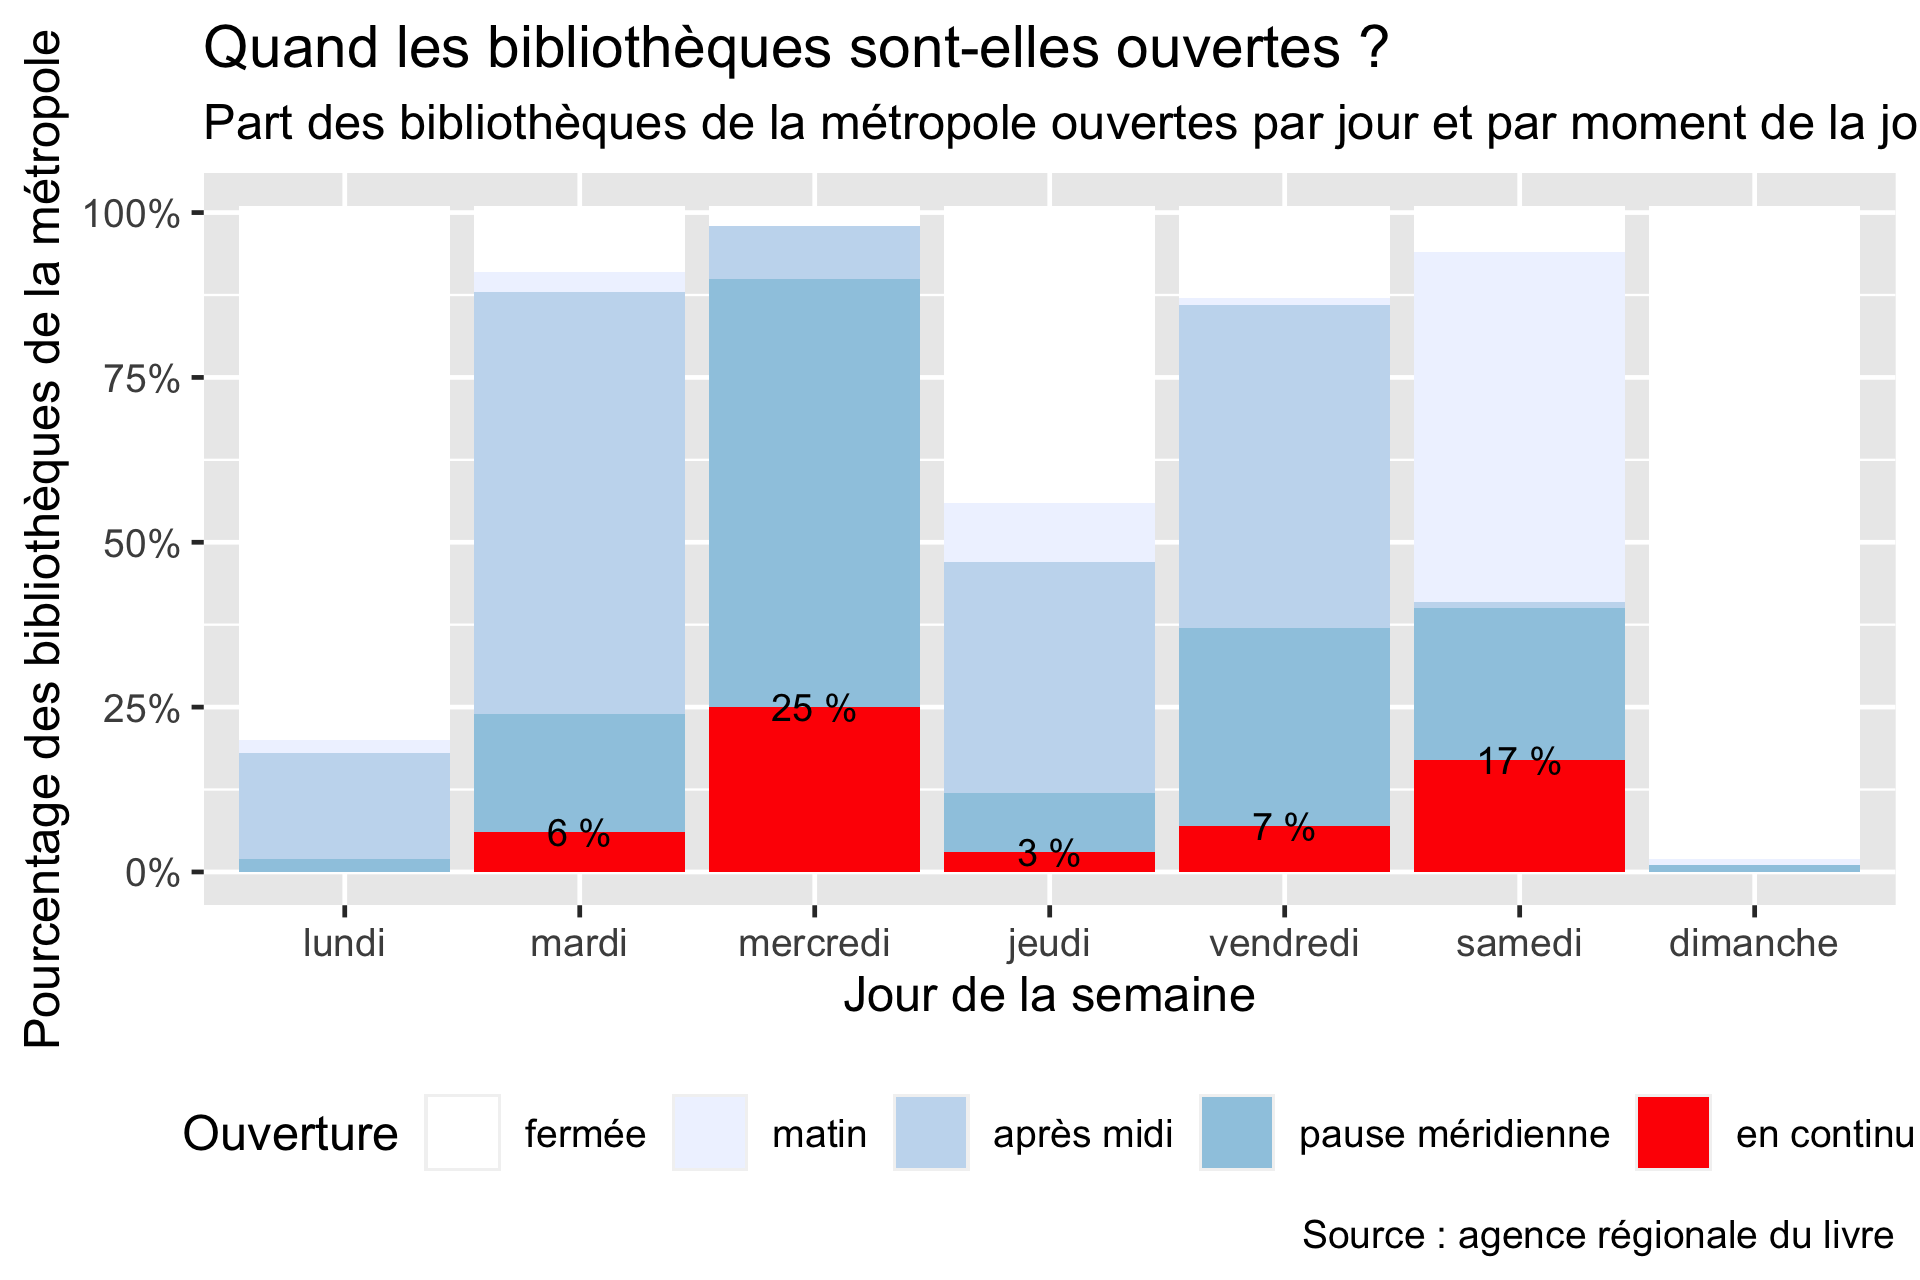 Quand les bibliothèques sont-elles ouvertes ?
Part des bibliothèques de la métropole ouvertes par jour et par moment de la jo
Pourcentage des bibliothèques de la métropole
100%
75%
50%
25%
0%
6 %
25 %
3 %
7 %
17 %
lundi mardi mercredi jeudi vendredi samedi dimanche
Jour de la semaine
Ouverture fermée matin après midi pause méridienne en continu
Source : agence régionale du livre